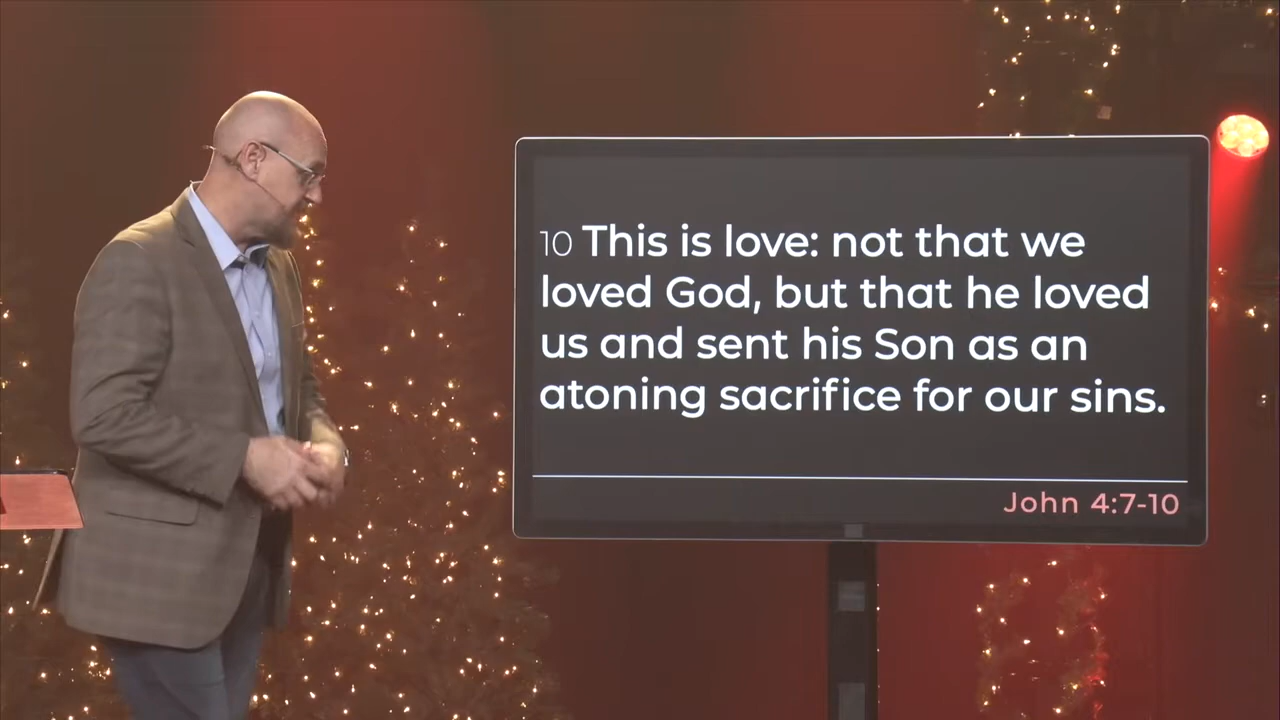 10 This is love: not that we
loved God, but that he loved
us and sent his Son as an
atoning sacrifice for our sins.
John 4:7-10